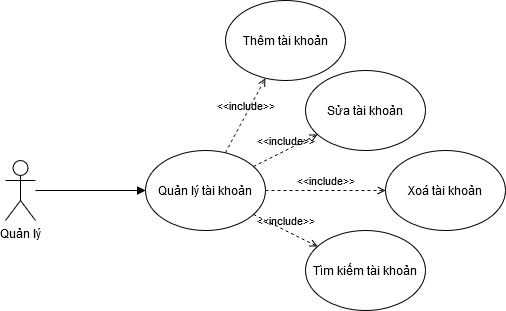 Thêm tài khoản
<<include>>
Sửa tài khoản
<<include>>
Quản lý tài khoản
<<include>>
Xoá tài khoản
<<include>>
Quản lý
Tìm kiếm tài khoản